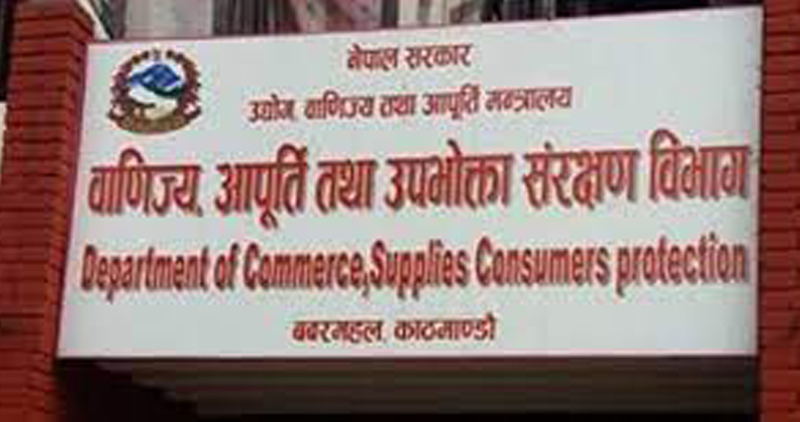 नेपाल सरकार
उद्योग, वाणिज्य तथा आपूर्ति मन्त्रालय
वाणिज्य, आपूर्ति तथा उपभोक्ता संरक्षण विभाग
Department of Commerce,Supplies Consumers protection
बबरमहल, काठमाण्डौ